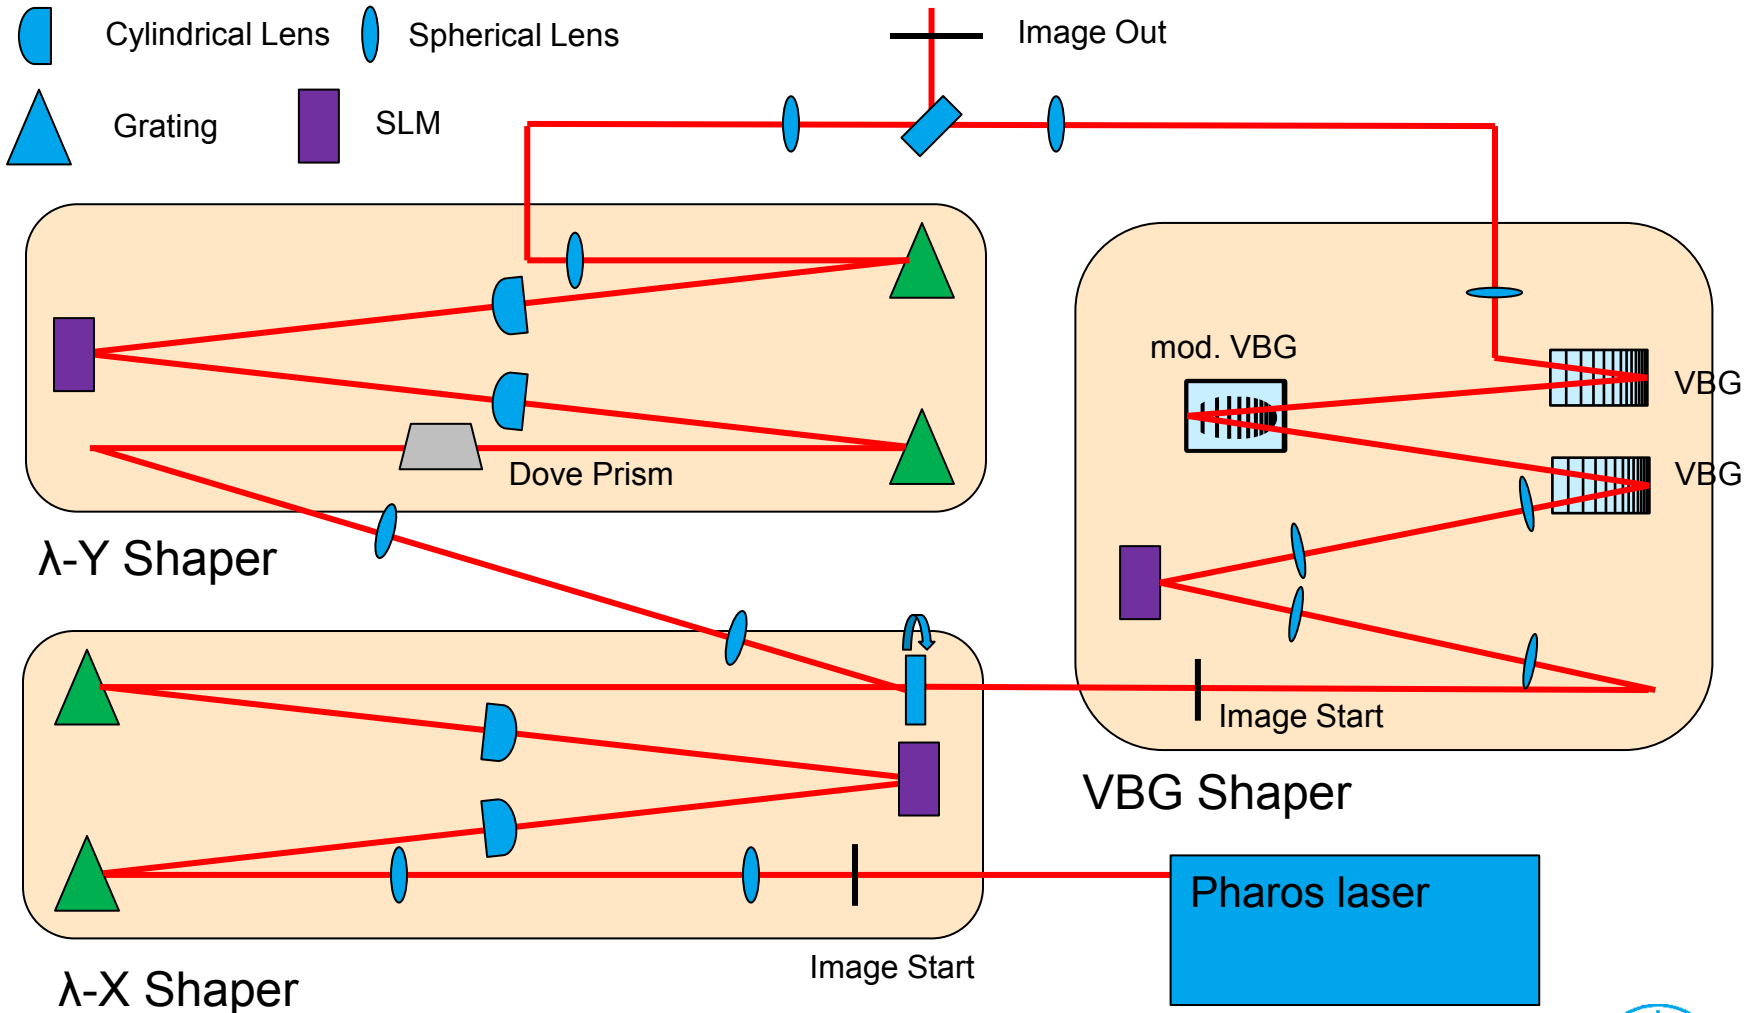 Cylindrical Lens
Spherical Lens
Image Out
Grating
SLM
mod. VBG
VBG
VBG
Dove Prism
λ-Y Shaper
Image Start
VBG Shaper
Pharos laser
Image Start
λ-X Shaper